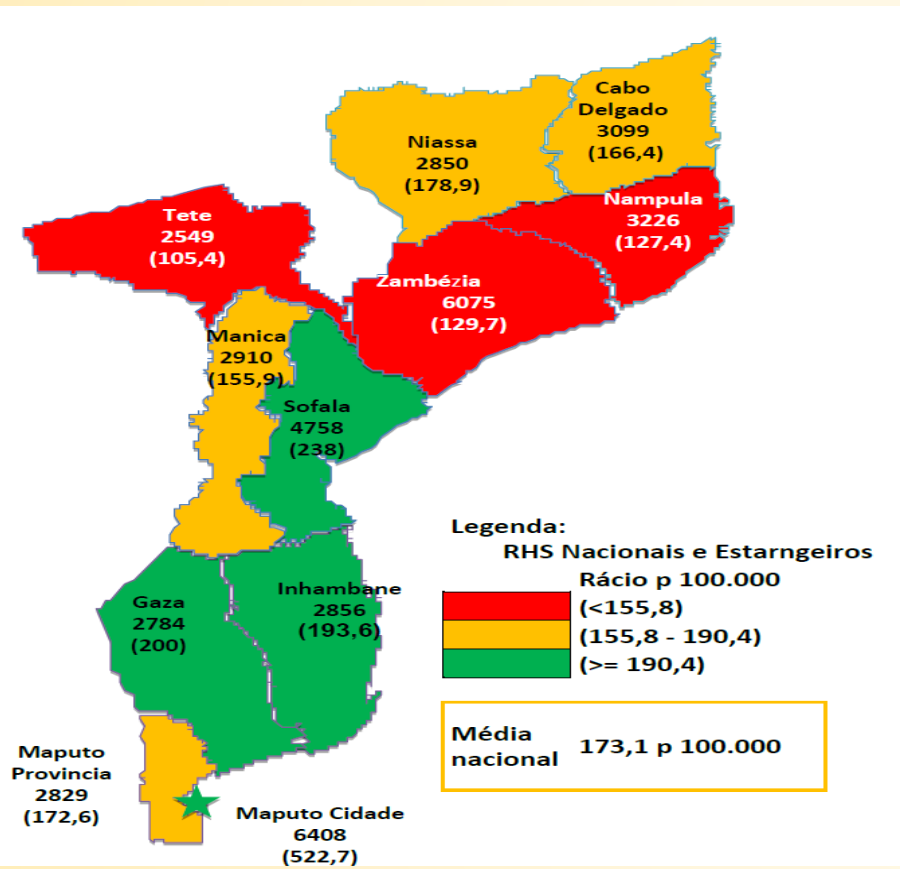 Cabo
Delgado
3099
(166,4)
Niassa
2850
(178,9)
Nampula
3226
(127,4)
Tete
2549
(105,4)
Zambézia
6075
(129,7)
Manica
2910
(155,9)
Sofala
4758
(238)
Inhambane
2856
(193,6)
Gaza
2784
(200)
Maputo
Provincia
2829
(172,6)
Maputo Cidade
6408
(522,7)
Legenda:
RHS Nacionais e Estarngeiros
Rácio p 100.000
(<155,8)
(155,8 - 190,4)
(>= 190,4)
Média
nacional 173,1 p 100.000